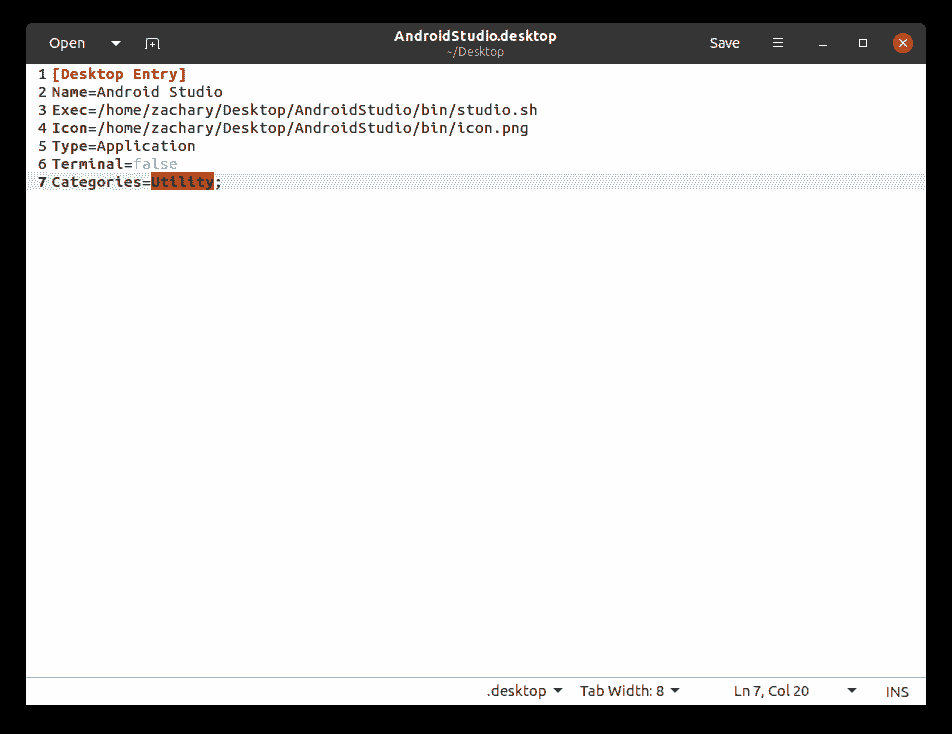 Open
AndroidStudio.desktop
~/Desktop
Save
1 [Desktop Entry]
2 Name=Android Studio
3 Exec=/home/zachary/Desktop/AndroidStudio/bin/studio.sh
4 Icon=/home/zachary/Desktop/AndroidStudio/bin/icon.png
5 Type=Application
6 Terminal=false
7 Categories=Utility;
.desktop Tab Width: 8 Ln 7, Col 20 INS